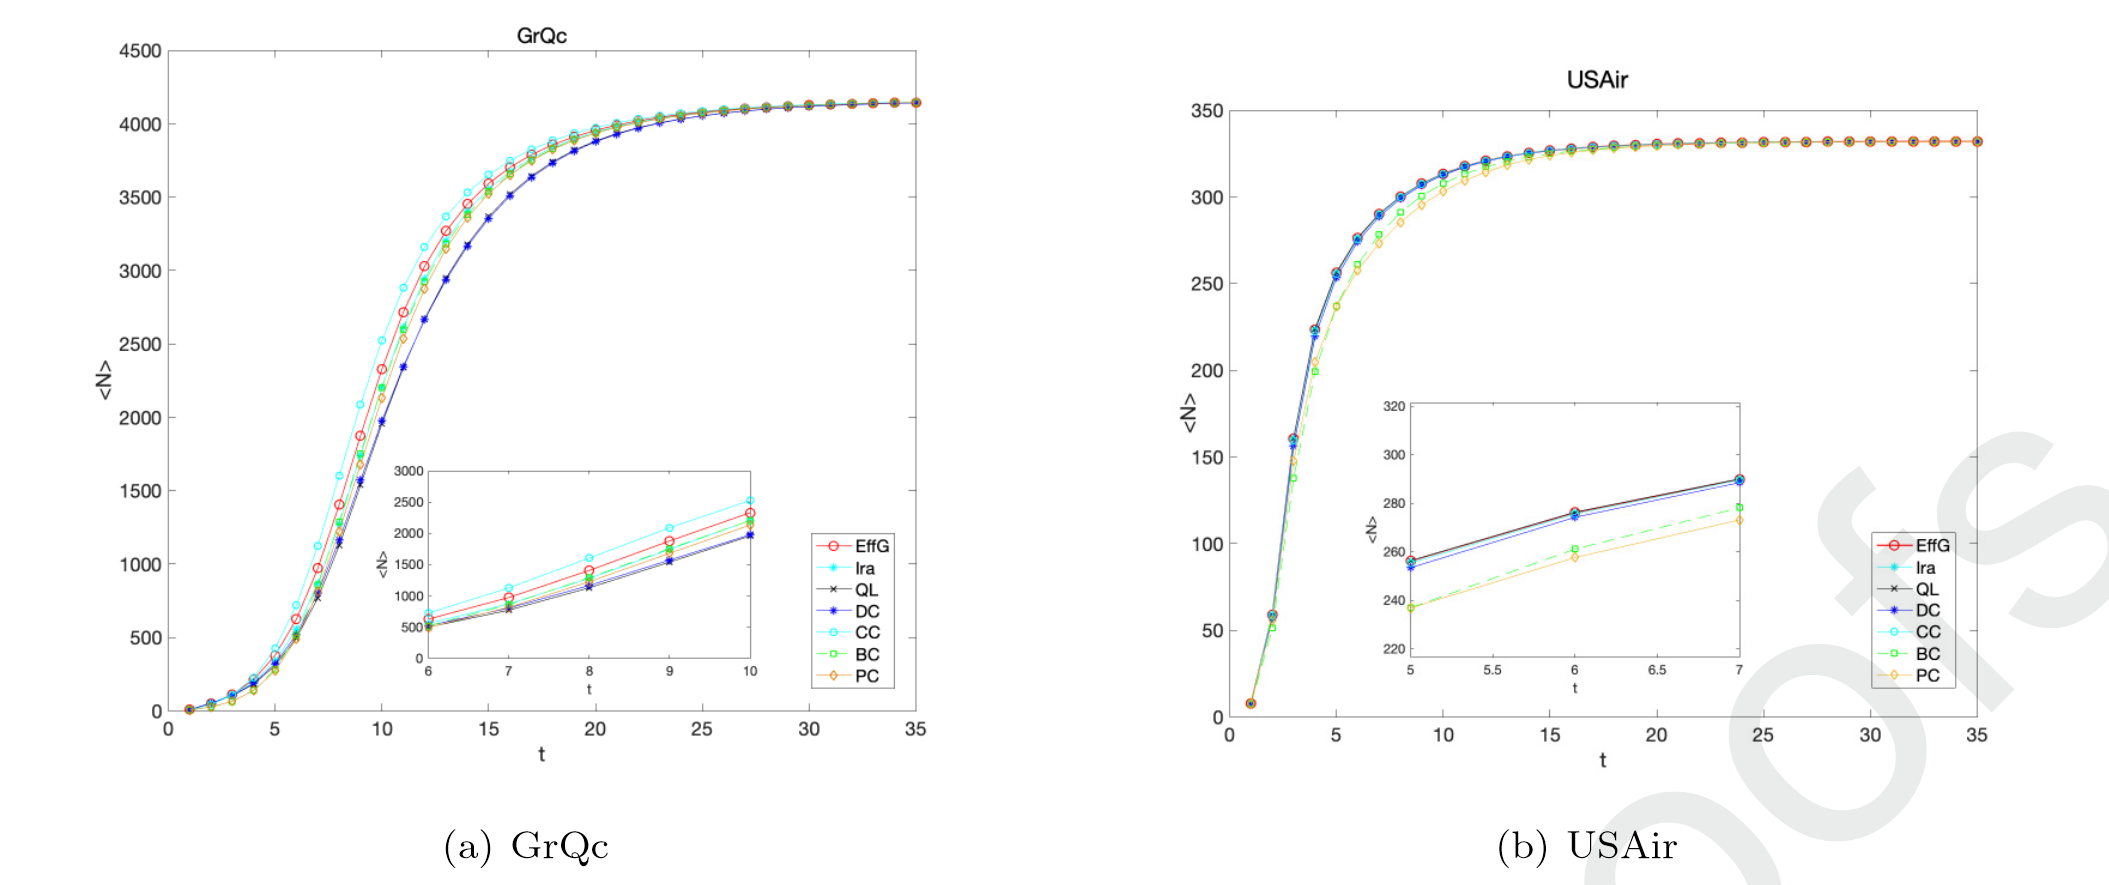 GrQc
4500
4000
3500
3000
2500
2000
1500
1000
500
0
<N>
0 5 10 15 20 25 30 35
t
3000
2500
2000
1500
1000
500
0
<N>
6 7 8 9 10
t
EffG
Ira
QL
DC
CC
BC
PC
(a) GrQc
USAir
350
300
250
200
150
100
50
0
<N>
0 5 10 15 20 25 30 35
t
320
300
280
260
240
220
<N>
5 5.5 6 6.5 7
t
EffG
Ira
QL
DC
CC
BC
PC
(b) USAir
oofs